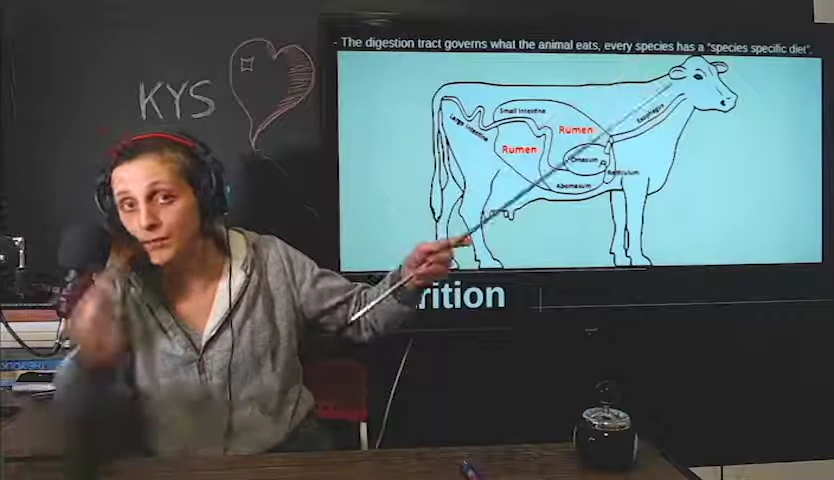 - The digestion tract governs what the animal eats, every species has a "species specific diet".
KYS
Small Intestine
Large Intestine
Esophagus
Rumen
Rumen
Omasum
Reticulum
Abomasum
rition